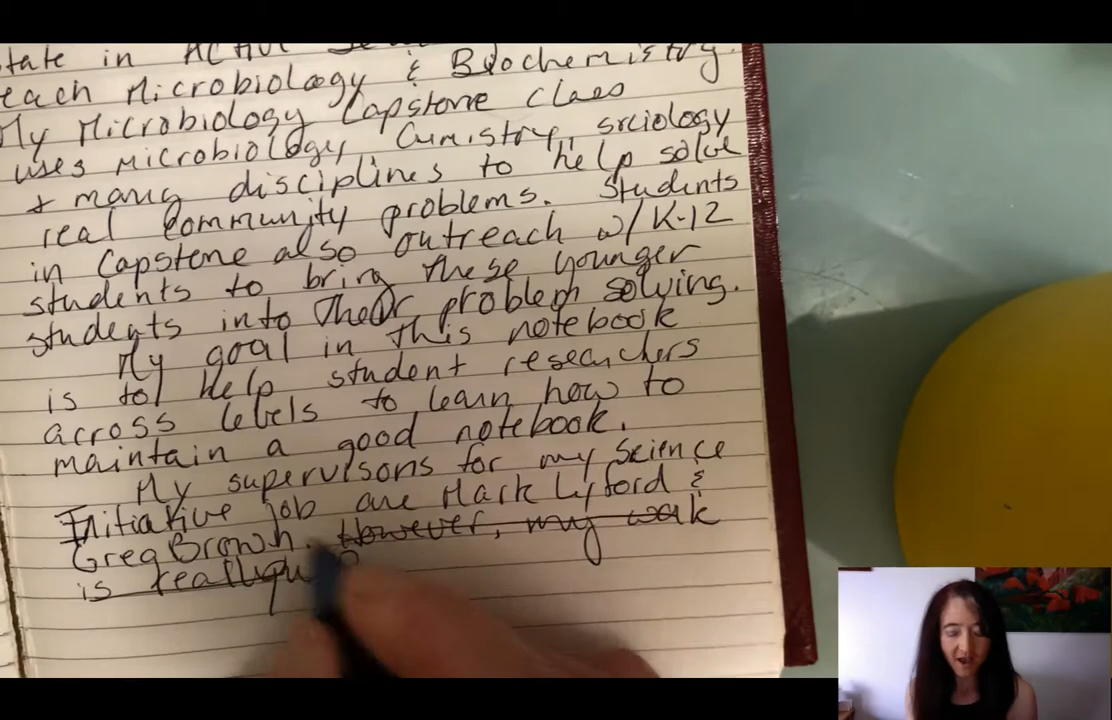 tate in Active
each Microbiology & Biochemistry.
My Microbiology Capstone class
uses Microbiology, Cemistry, sociology
+ many disciplines to help solve
real community problems. Students
in Capstone also outreach w/ K-12
students to bring these younger
students into their problem solving.
My goal in this notebook
is to help student researchers
across levels to learn how to
maintain a good notebook.
My supervisors for my Science
Initiative job are Mark Lyford &
Greg Brown. However, my work
is really